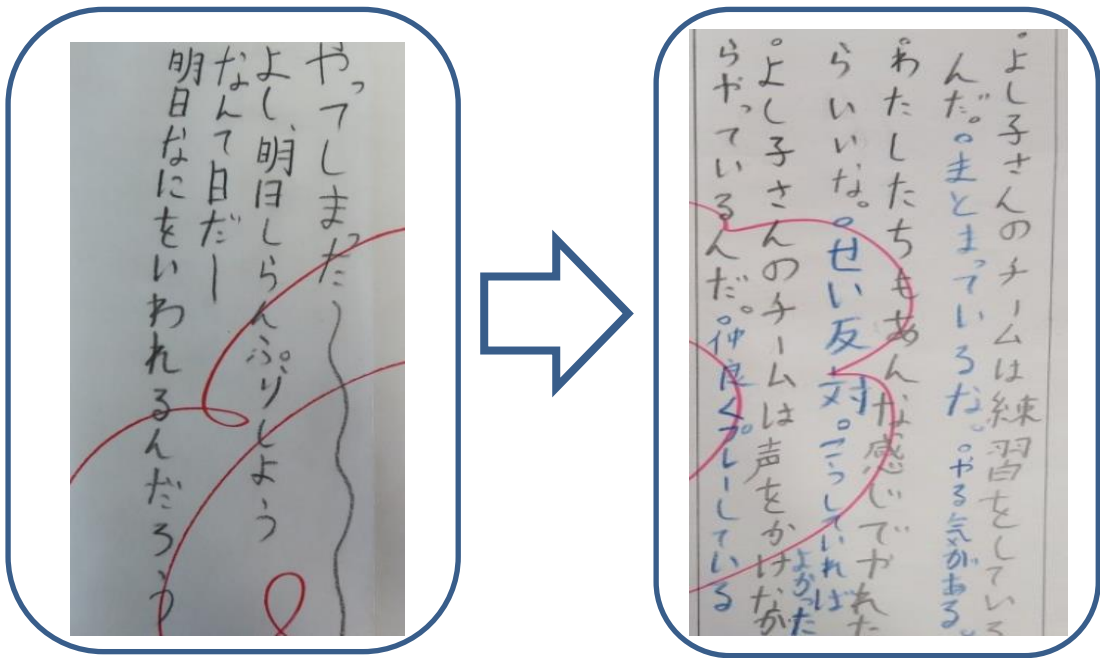 やってしまった〜
よし、明日しらんぷりしよう
なんて日だー
明日なにをいわれるんだろう
。よし子さんのチームは練習をしている
んだ。。まとまっているな。。やる気がある。
。わたしたちもあんな感じでやれた
らいいな。。せい反対。。こうしていれば
よかった
。よし子さんのチームは声をかけなが
らやっているんだ。。仲良くプレーしている